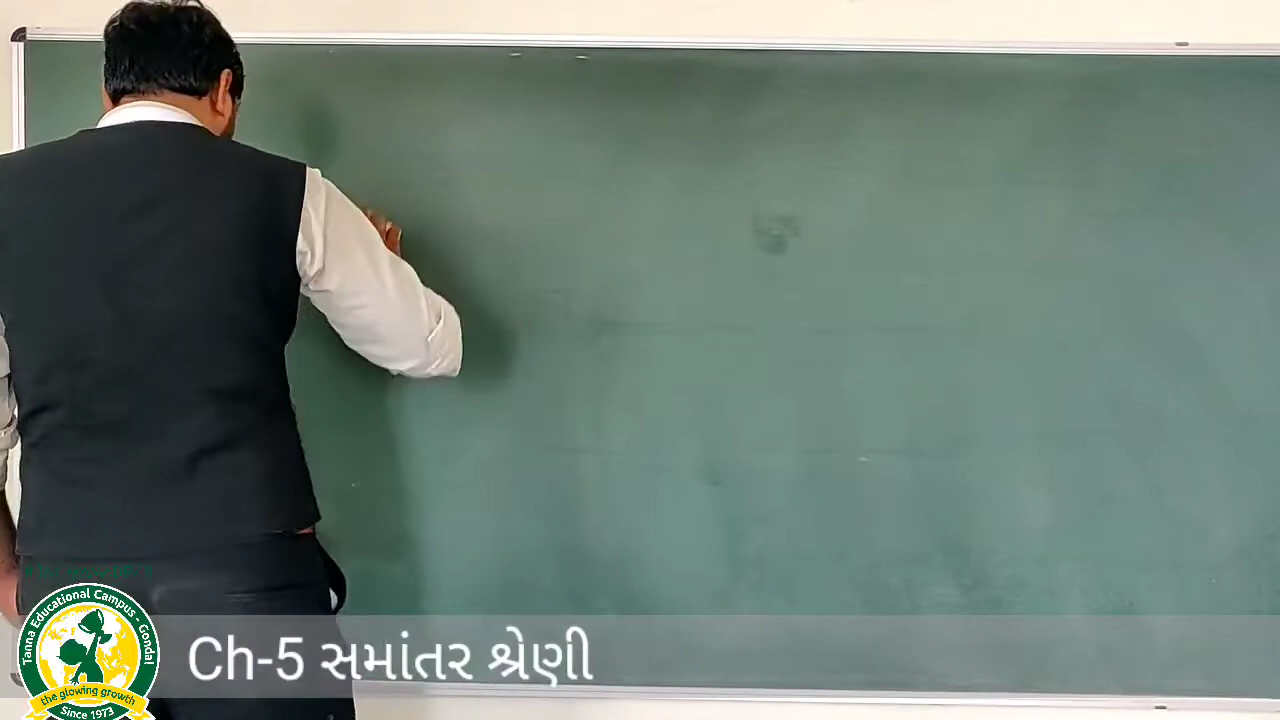 Ch-5 સમાંતર શ્રેણી
Tanna Educational Campus - Gondal
the glowing growth
Since 1973